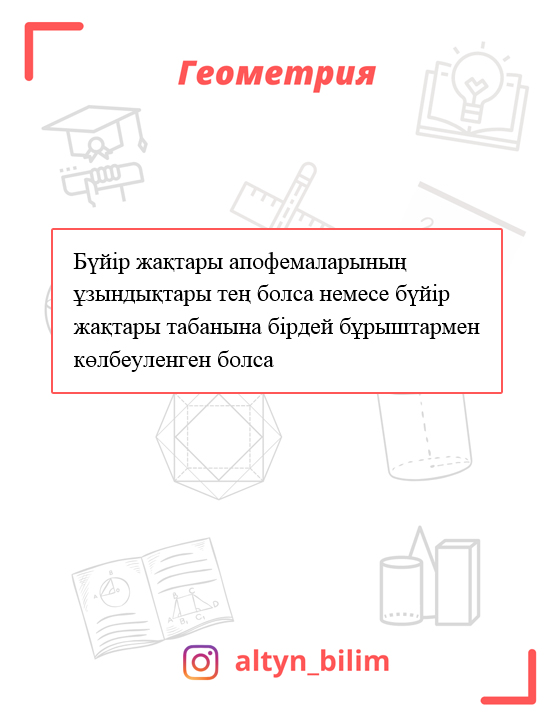 Геометрия
Бүйір жақтары апофемаларының
ұзындықтары тең болса немесе бүйір
жақтары табанына бірдей бұрыштармен
көлбеуленген болса
altyn_bilim